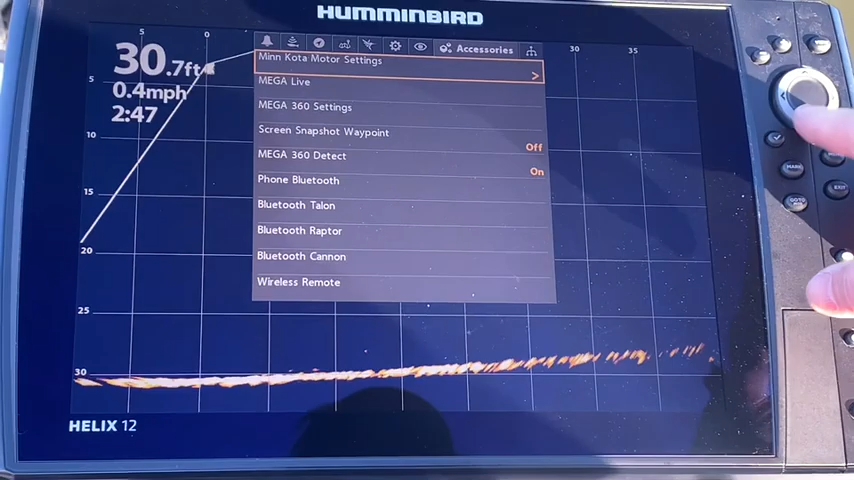 HUMMINBIRD
5
0
30
35
Accessories
30.7ft
0.4mph
2:47
Minn Kota Motor Settings
>
MEGA Live
MEGA 360 Settings
Screen Snapshot Waypoint
Off
MEGA 360 Detect
On
Phone Bluetooth
Bluetooth Talon
Bluetooth Raptor
Bluetooth Cannon
Wireless Remote
5
10
15
20
25
30
HELIX 12
MARK
EXIT
GOTO